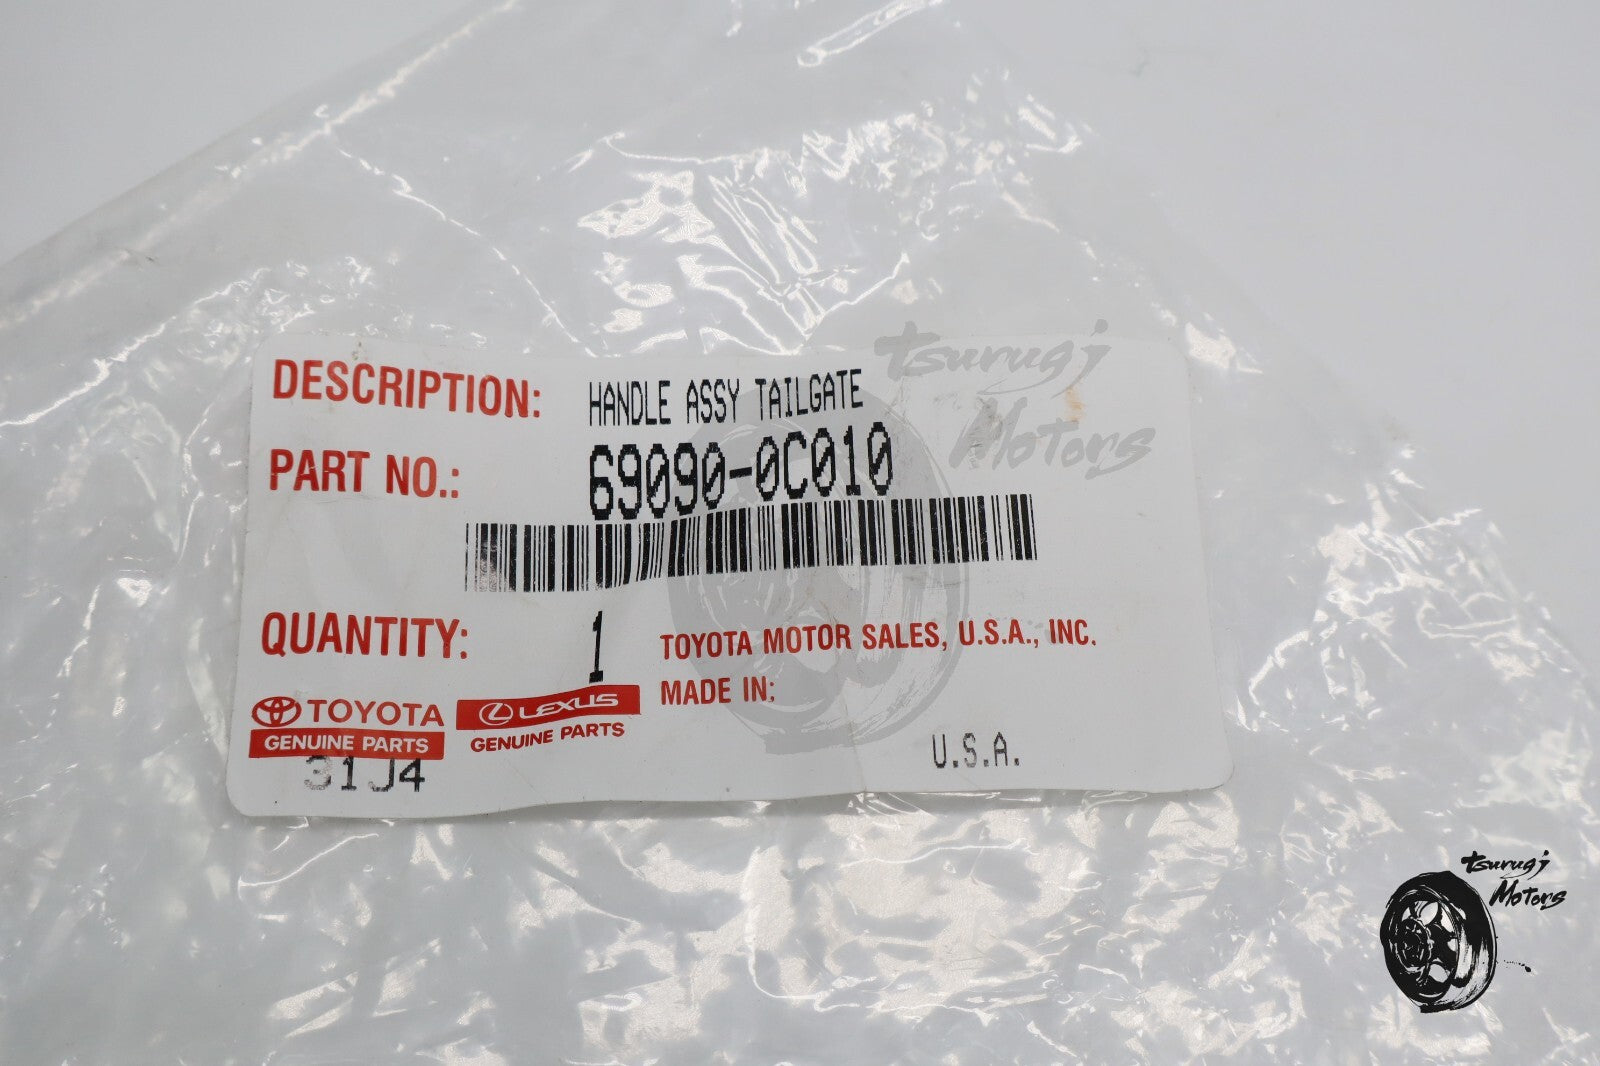 DESCRIPTION: HANDLE ASSY TAILGATE
PART NO.: 69090-0C010
QUANTITY: 1
TOYOTA MOTOR SALES, U.S.A., INC.
MADE IN:
U.S.A.
TOYOTA
GENUINE PARTS
LEXUS
GENUINE PARTS
31J4
tsurugi
Motors
tsurugi
Motors